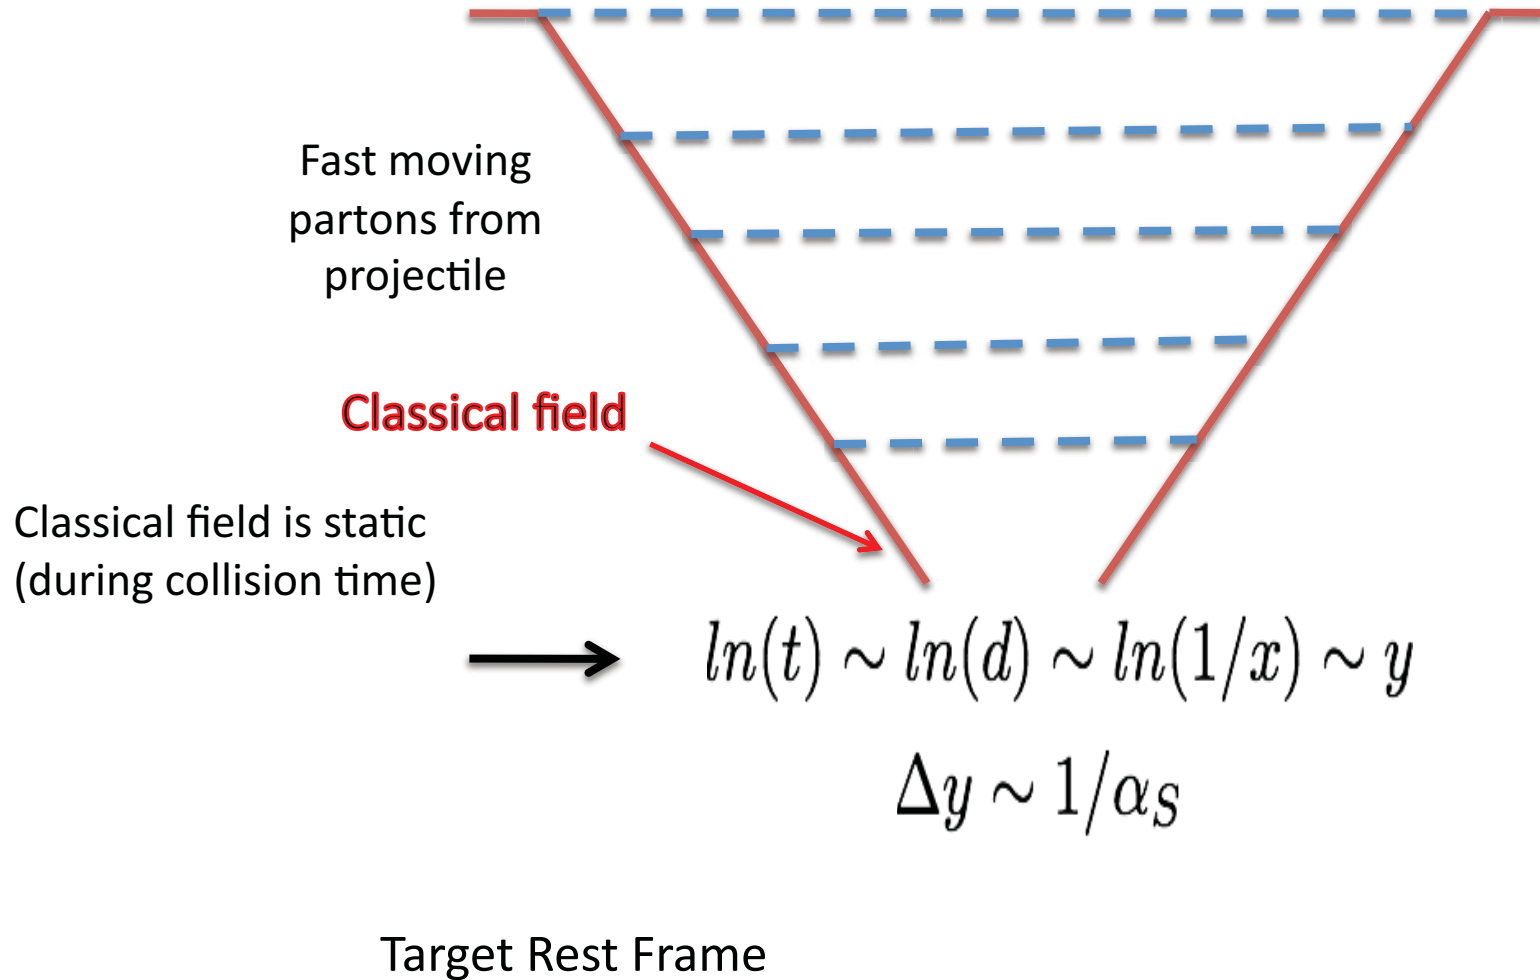 Fast moving
partons from
projectile
Classical field
Classical field is static
(during collision time)
ln(t) ∼ ln(d) ∼ ln(1/x) ∼ y
Δy ∼ 1/α_S
Target Rest Frame